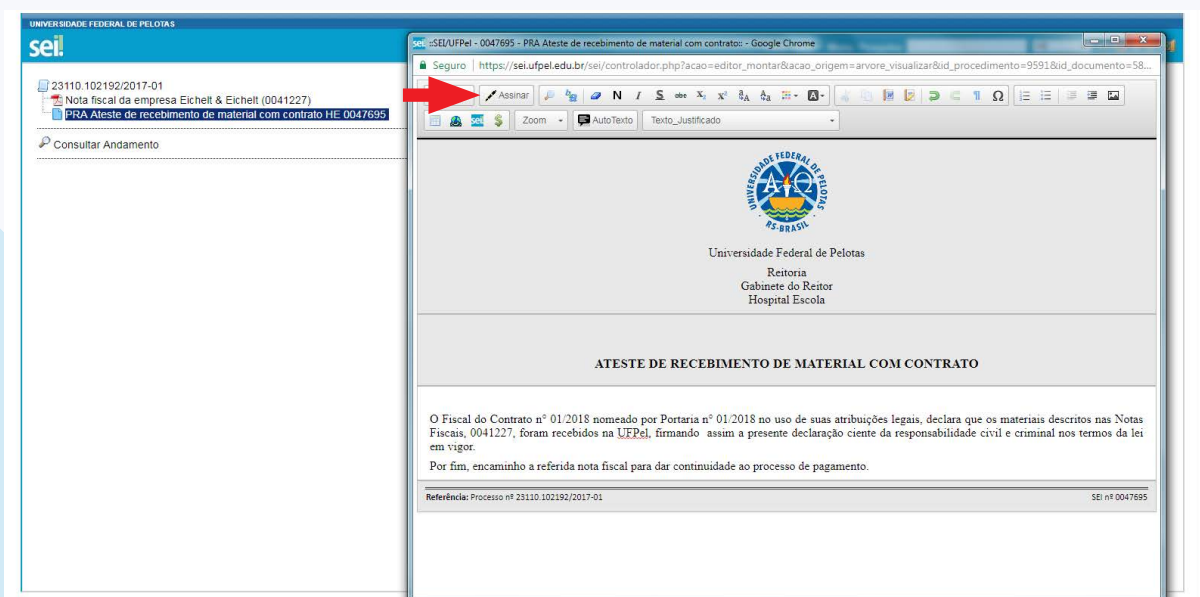 UNIVERSIDADE FEDERAL DE PELOTAS
sei!
23110.102192/2017-01
Nota fiscal da empresa Eichelt & Eichelt (0041227)
PRA Ateste de recebimento de material com contrato HE 0047695
Consultar Andamento
::SEI/UFPel - 0047695 - PRA Ateste de recebimento de material com contrato:: - Google Chrome
Seguro | https://sei.ufpel.edu.br/sei/controlador.php?acao=editor_montar&acao_origem=arvore_visualizar&id_procedimento=9591&id_documento=58...
Assinar N I S abc X₂ X²
sei! $ Zoom AutoTexto Texto_Justificado
UNIVERSIDADE FEDERAL DE PELOTAS
RS-BRASIL
Universidade Federal de Pelotas
Reitoria
Gabinete do Reitor
Hospital Escola
ATESTE DE RECEBIMENTO DE MATERIAL COM CONTRATO
O Fiscal do Contrato n° 01/2018 nomeado por Portaria n° 01/2018 no uso de suas atribuições legais, declara que os materiais descritos nas Notas
Fiscais, 0041227, foram recebidos na UFPel, firmando assim a presente declaração ciente da responsabilidade civil e criminal nos termos da lei
em vigor.
Por fim, encaminho a referida nota fiscal para dar continuidade ao processo de pagamento.
Referência: Processo nº 23110.102192/2017-01 SEI nº 0047695